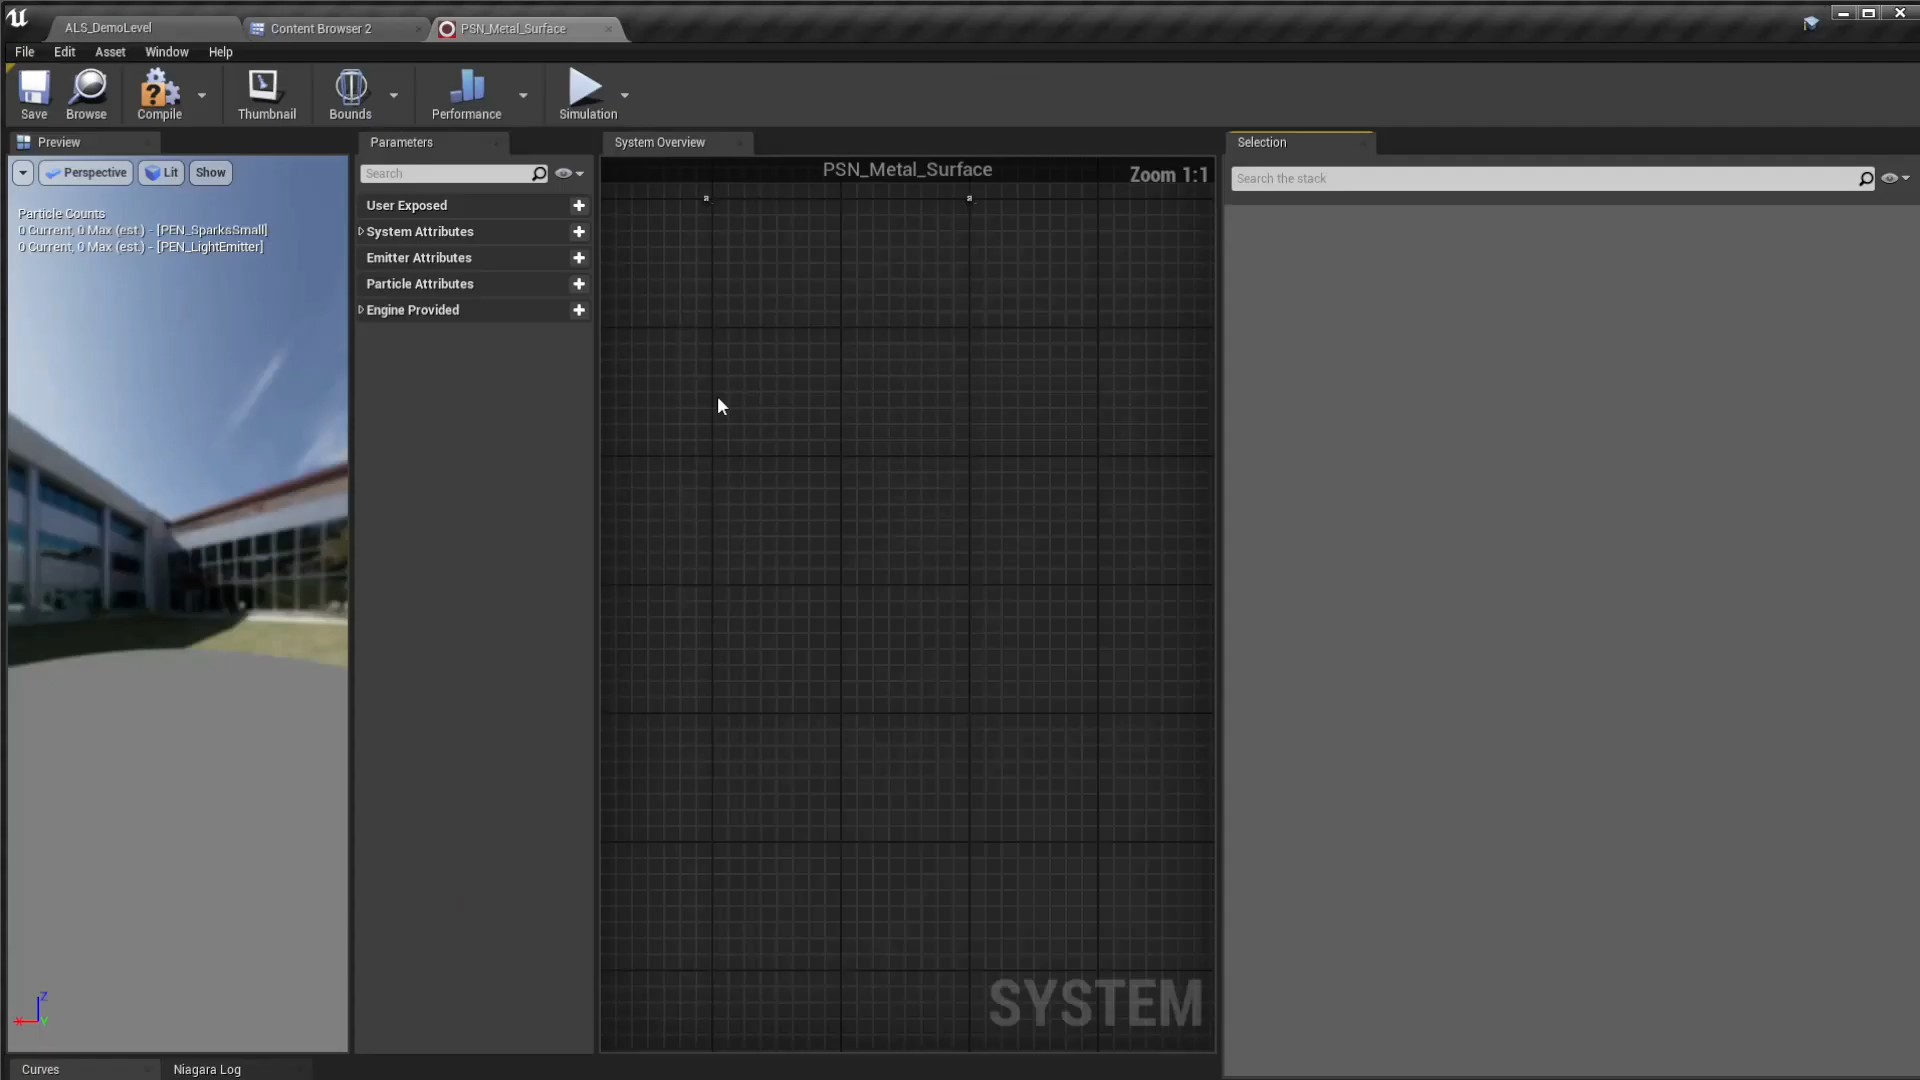 ALS_DemoLevel
Content Browser 2
PSN_Metal_Surface
File Edit Asset Window Help
Save Browse Compile Thumbnail Bounds Performance Simulation
Preview
Parameters
System Overview
Selection
Perspective Lit Show
Search
PSN_Metal_Surface
Zoom 1:1
Search the stack
Particle Counts
0 Current, 0 Max (est.) - [PEN_SparksSmall]
0 Current, 0 Max (est.) - [PEN_LightEmitter]
User Exposed
System Attributes
Emitter Attributes
Particle Attributes
Engine Provided
SYSTEM
Z
X Y
Curves
Niagara Log